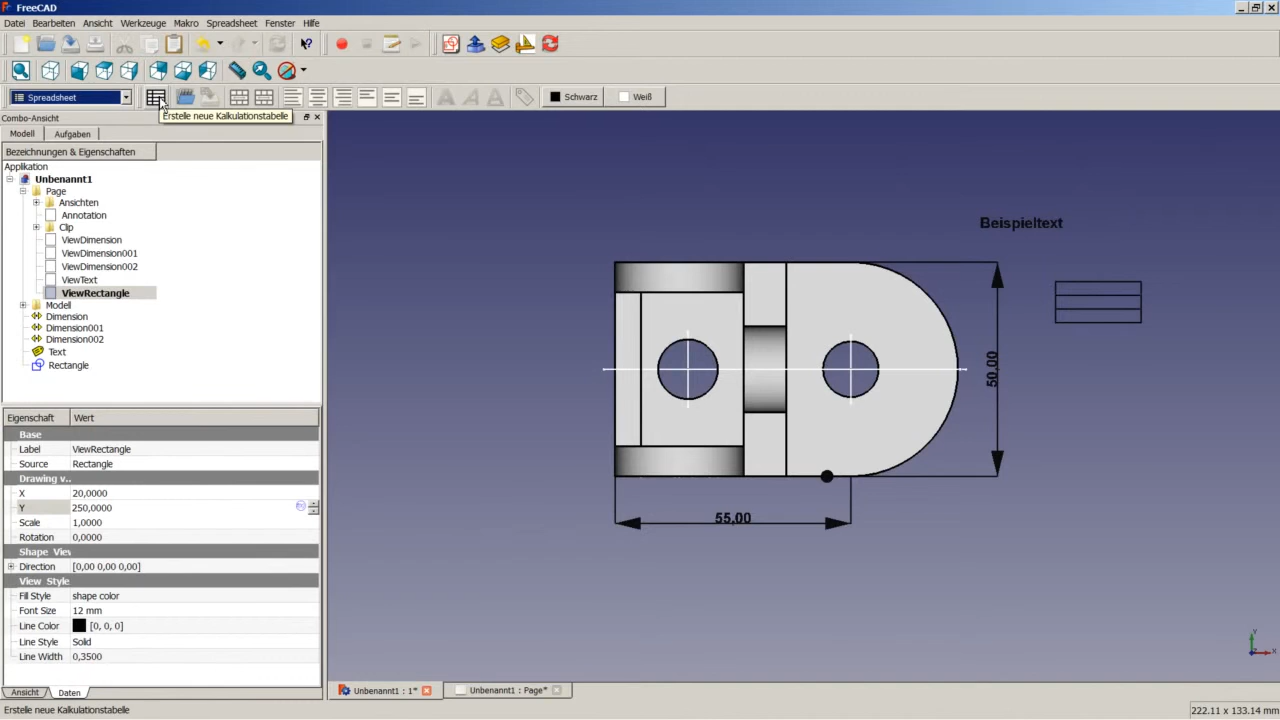 FreeCAD
Datei Bearbeiten Ansicht Werkzeuge Makro Spreadsheet Fenster Hilfe
Spreadsheet
Schwarz Weiß
Erstelle neue Kalkulationstabelle
Combo-Ansicht
Modell Aufgaben
Bezeichnungen & Eigenschaften
Applikation
Unbenannt1
Page
Ansichten
Annotation
Clip
ViewDimension
ViewDimension001
ViewDimension002
ViewText
ViewRectangle
Modell
Dimension
Dimension001
Dimension002
Text
Rectangle
Eigenschaft Wert
Base
Label ViewRectangle
Source Rectangle
Drawing v...
X 20,0000
Y 250,0000
Scale 1,0000
Rotation 0,0000
Shape View
Direction [0,00 0,00 0,00]
View Style
Fill Style shape color
Font Size 12 mm
Line Color [0, 0, 0]
Line Style Solid
Line Width 0,3500
Ansicht Daten
Beispieltext
50,00
55,00
Y
Z X
Unbenannt1 : 1* Unbenannt1 : Page*
Erstelle neue Kalkulationstabelle
222.11 x 133.14 mm